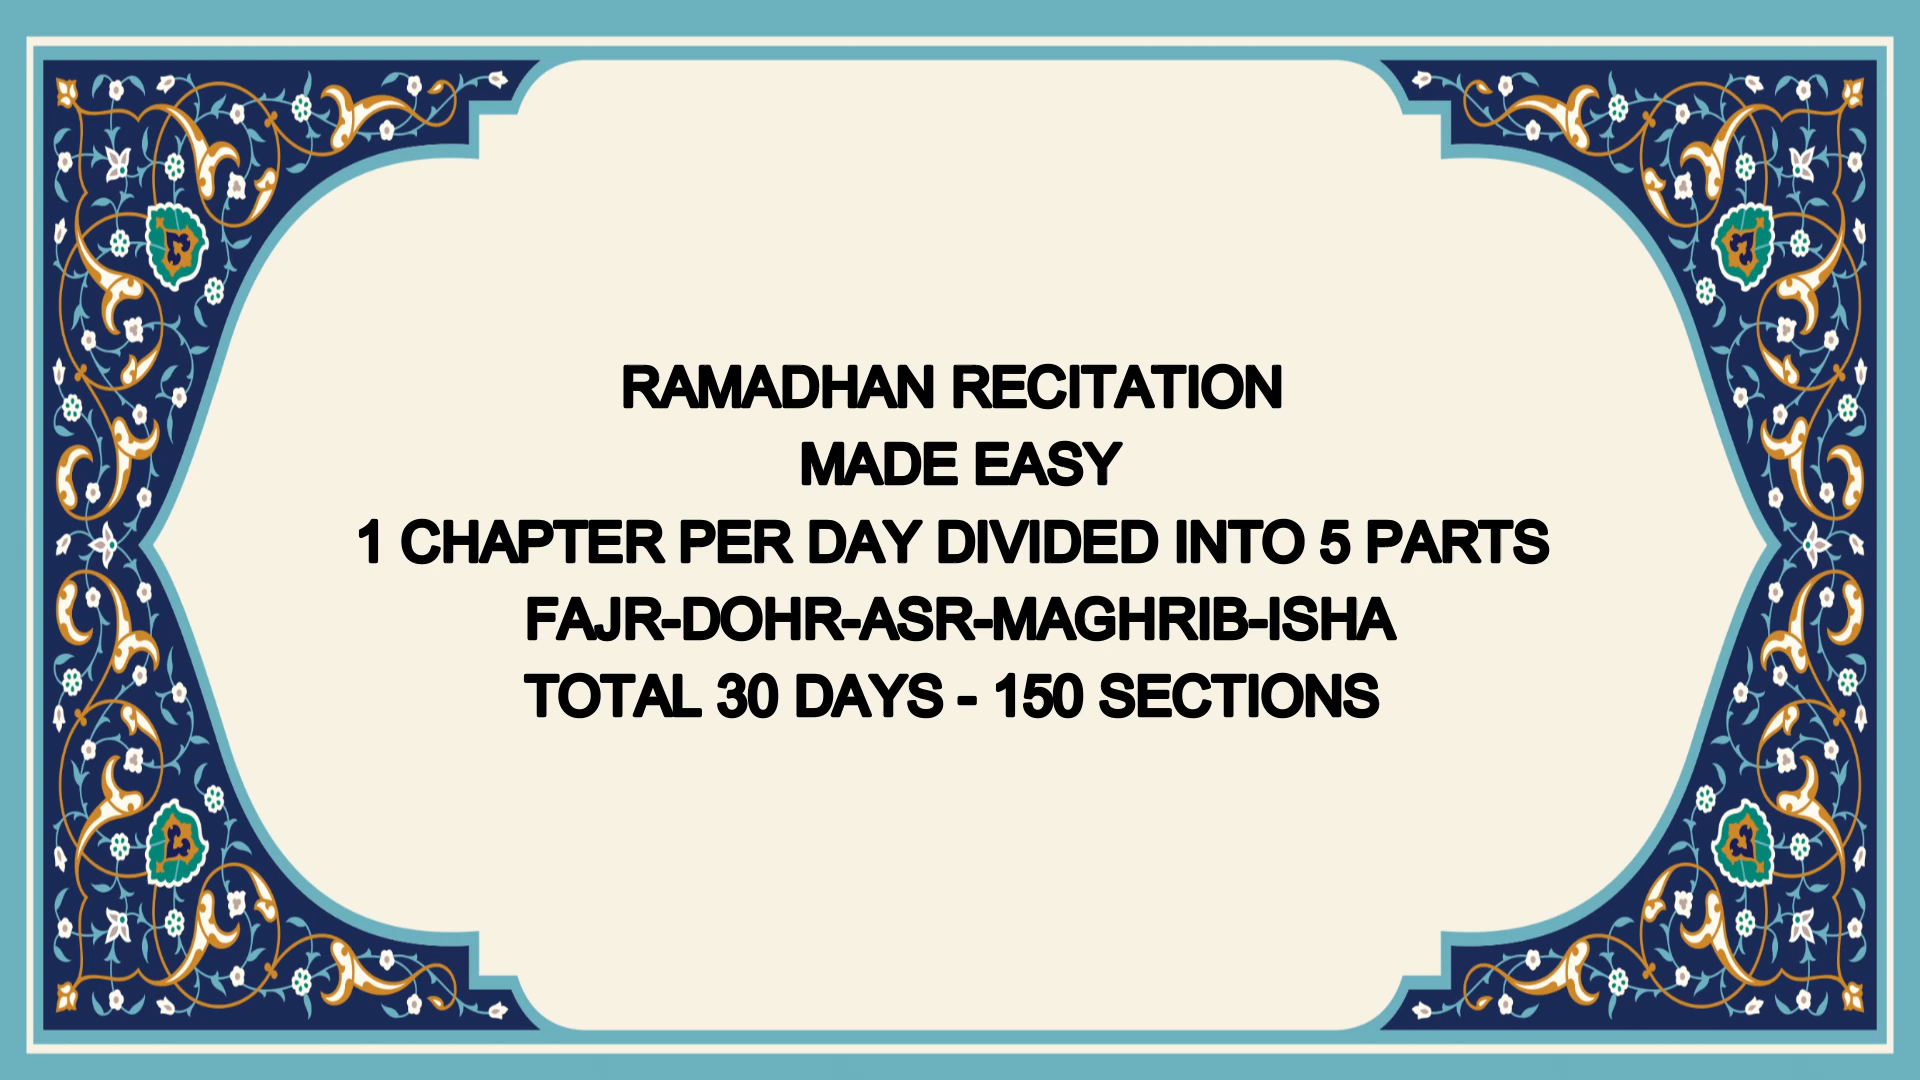 RAMADHAN RECITATION
MADE EASY
1 CHAPTER PER DAY DIVIDED INTO 5 PARTS
FAJR-DOHR-ASR-MAGHRIB-ISHA
TOTAL 30 DAYS - 150 SECTIONS